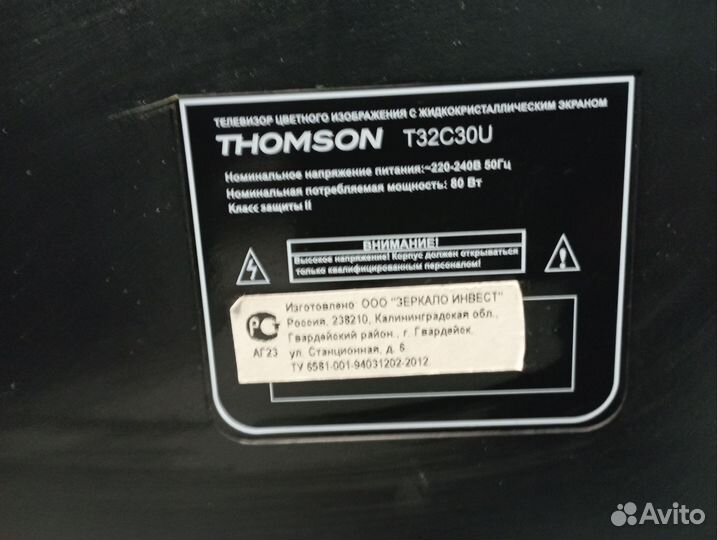 ТЕЛЕВИЗОР ЦВЕТНОГО ИЗОБРАЖЕНИЯ С ЖИДКОКРИСТАЛЛИЧЕСКИМ ЭКРАНОМ
THOMSON T32C30U
Номинальное напряжение питания:~220-240В 50Гц
Номинальная потребляемая мощность: 80 Вт
Класс защиты II
ВНИМАНИЕ!
Высокое напряжение! Корпус должен открываться
только квалифицированным персоналом!
Изготовлено ООО "ЗЕРКАЛО ИНВЕСТ"
Россия, 238210, Калининградская обл.,
Гвардейский район., г. Гвардейск,
ул. Станционная, д. 6
ТУ 6581-001-94031202-2012
АГ23
Avito